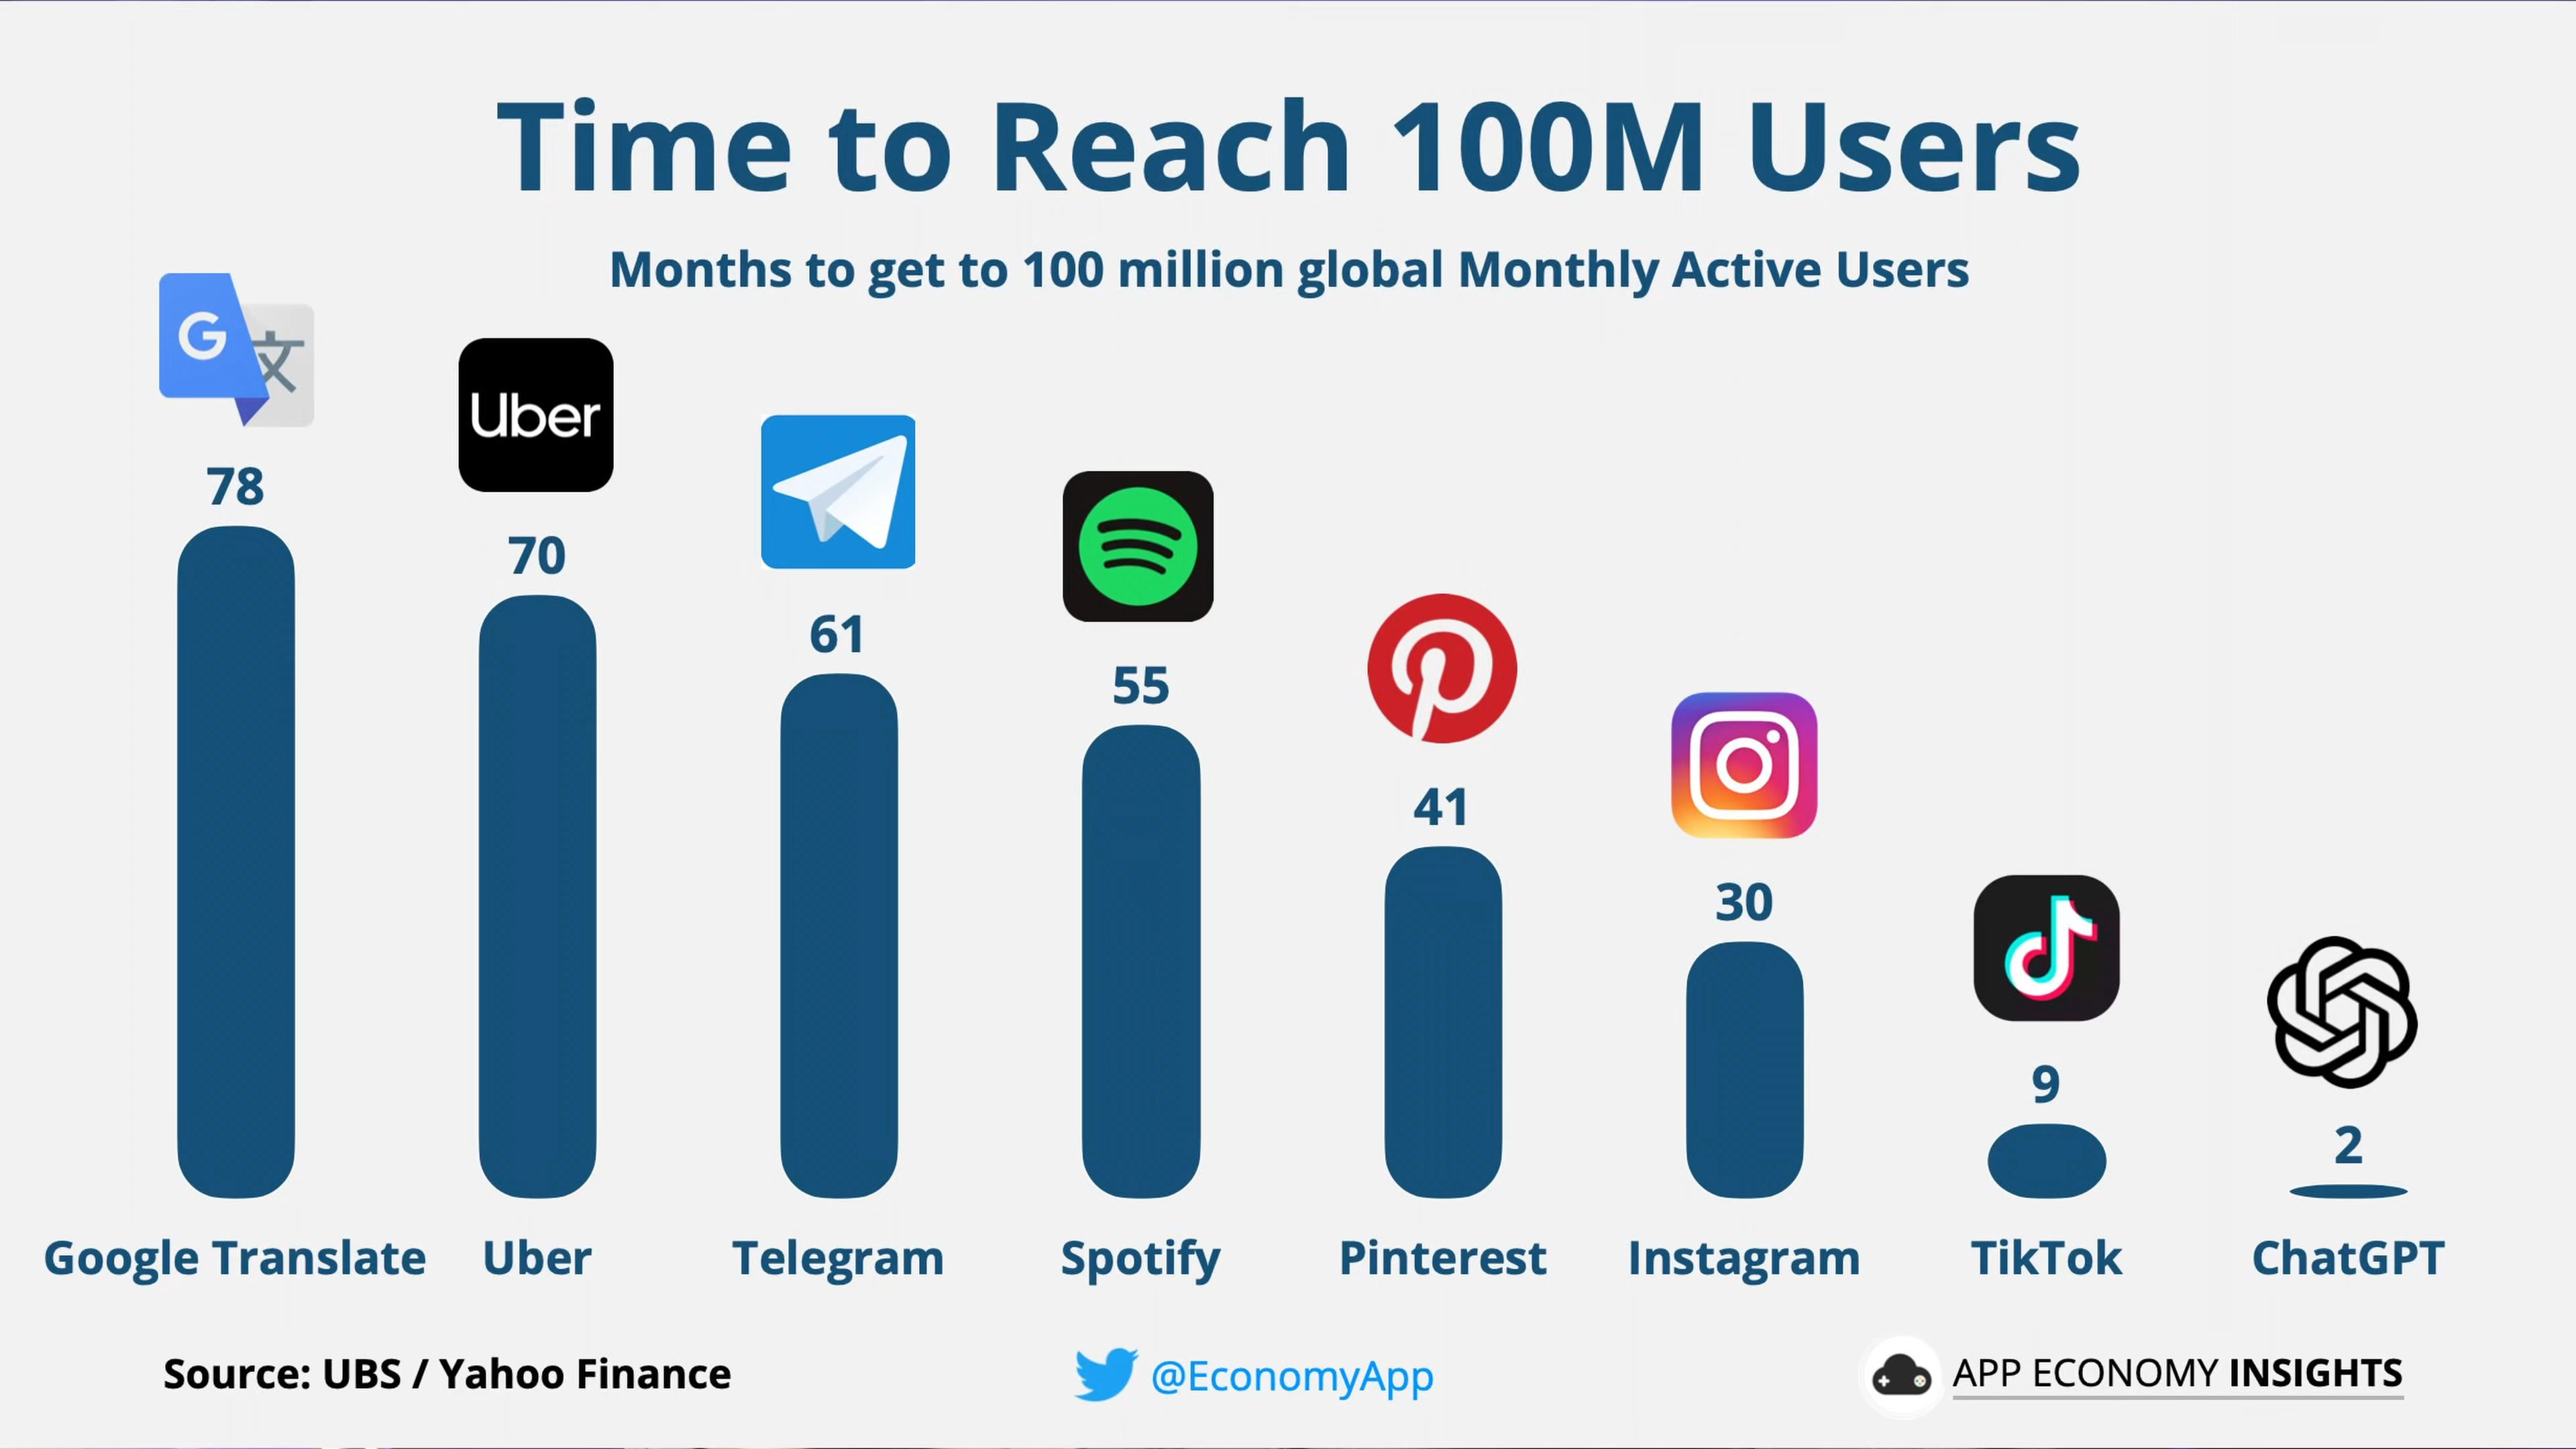 Time to Reach 100M Users
Months to get to 100 million global Monthly Active Users
G 文
Uber
78
70
61
55
41
30
9
2
Google Translate
Uber
Telegram
Spotify
Pinterest
Instagram
TikTok
ChatGPT
Source: UBS / Yahoo Finance
@EconomyApp
APP ECONOMY INSIGHTS